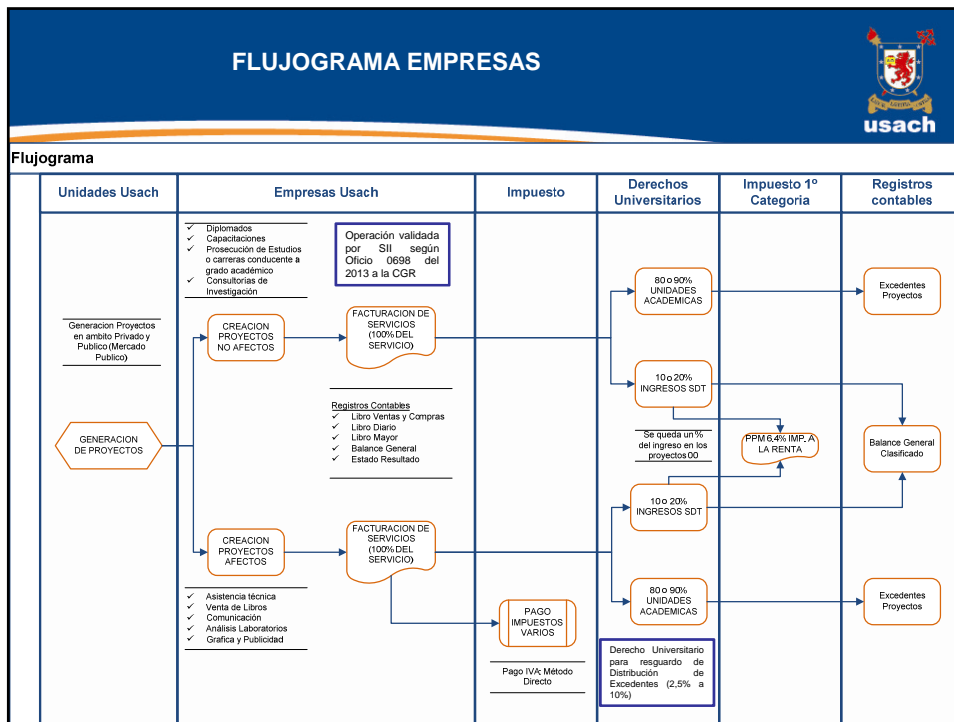 FLUJOGRAMA EMPRESAS
usach
Flujograma
Unidades Usach
Empresas Usach
Impuesto
Derechos
Universitarios
Impuesto 1º
Categoria
Registros
contables
✓ Diplomados
✓ Capacitaciones
✓ Prosecución de Estudios
o carreras conducente a
grado académico
✓ Consultorias de
Investigación
Operación validada
por SII según
Oficio 0698 del
2013 a la CGR
80 o 90%
UNIDADES
ACADEMICAS
Excedentes
Proyectos
Generacion Proyectos
en ambito Privado y
Publico (Mercado
Publico)
CREACION
PROYECTOS
NO AFECTOS
FACTURACION DE
SERVICIOS
(100% DEL
SERVICIO)
10 o 20%
INGRESOS SDT
Registros Contables
✓ Libro Ventas y Compras
✓ Libro Diario
✓ Libro Mayor
✓ Balance General
✓ Estado Resultado
GENERACION
DE PROYECTOS
Se queda un %
del ingreso en los
proyectos 00
PPM 6,4% IMP. A
LA RENTA
Balance General
Clasificado
10 o 20%
INGRESOS SDT
CREACION
PROYECTOS
AFECTOS
FACTURACION DE
SERVICIOS
(100% DEL
SERVICIO)
80 o 90%
UNIDADES
ACADEMICAS
Excedentes
Proyectos
✓ Asistencia técnica
✓ Venta de Libros
✓ Comunicación
✓ Análisis Laboratorios
✓ Grafica y Publicidad
PAGO
IMPUESTOS
VARIOS
Pago IVA; Método
Directo
Derecho Universitario
para resguardo de
Distribución de
Excedentes (2,5% a
10%)